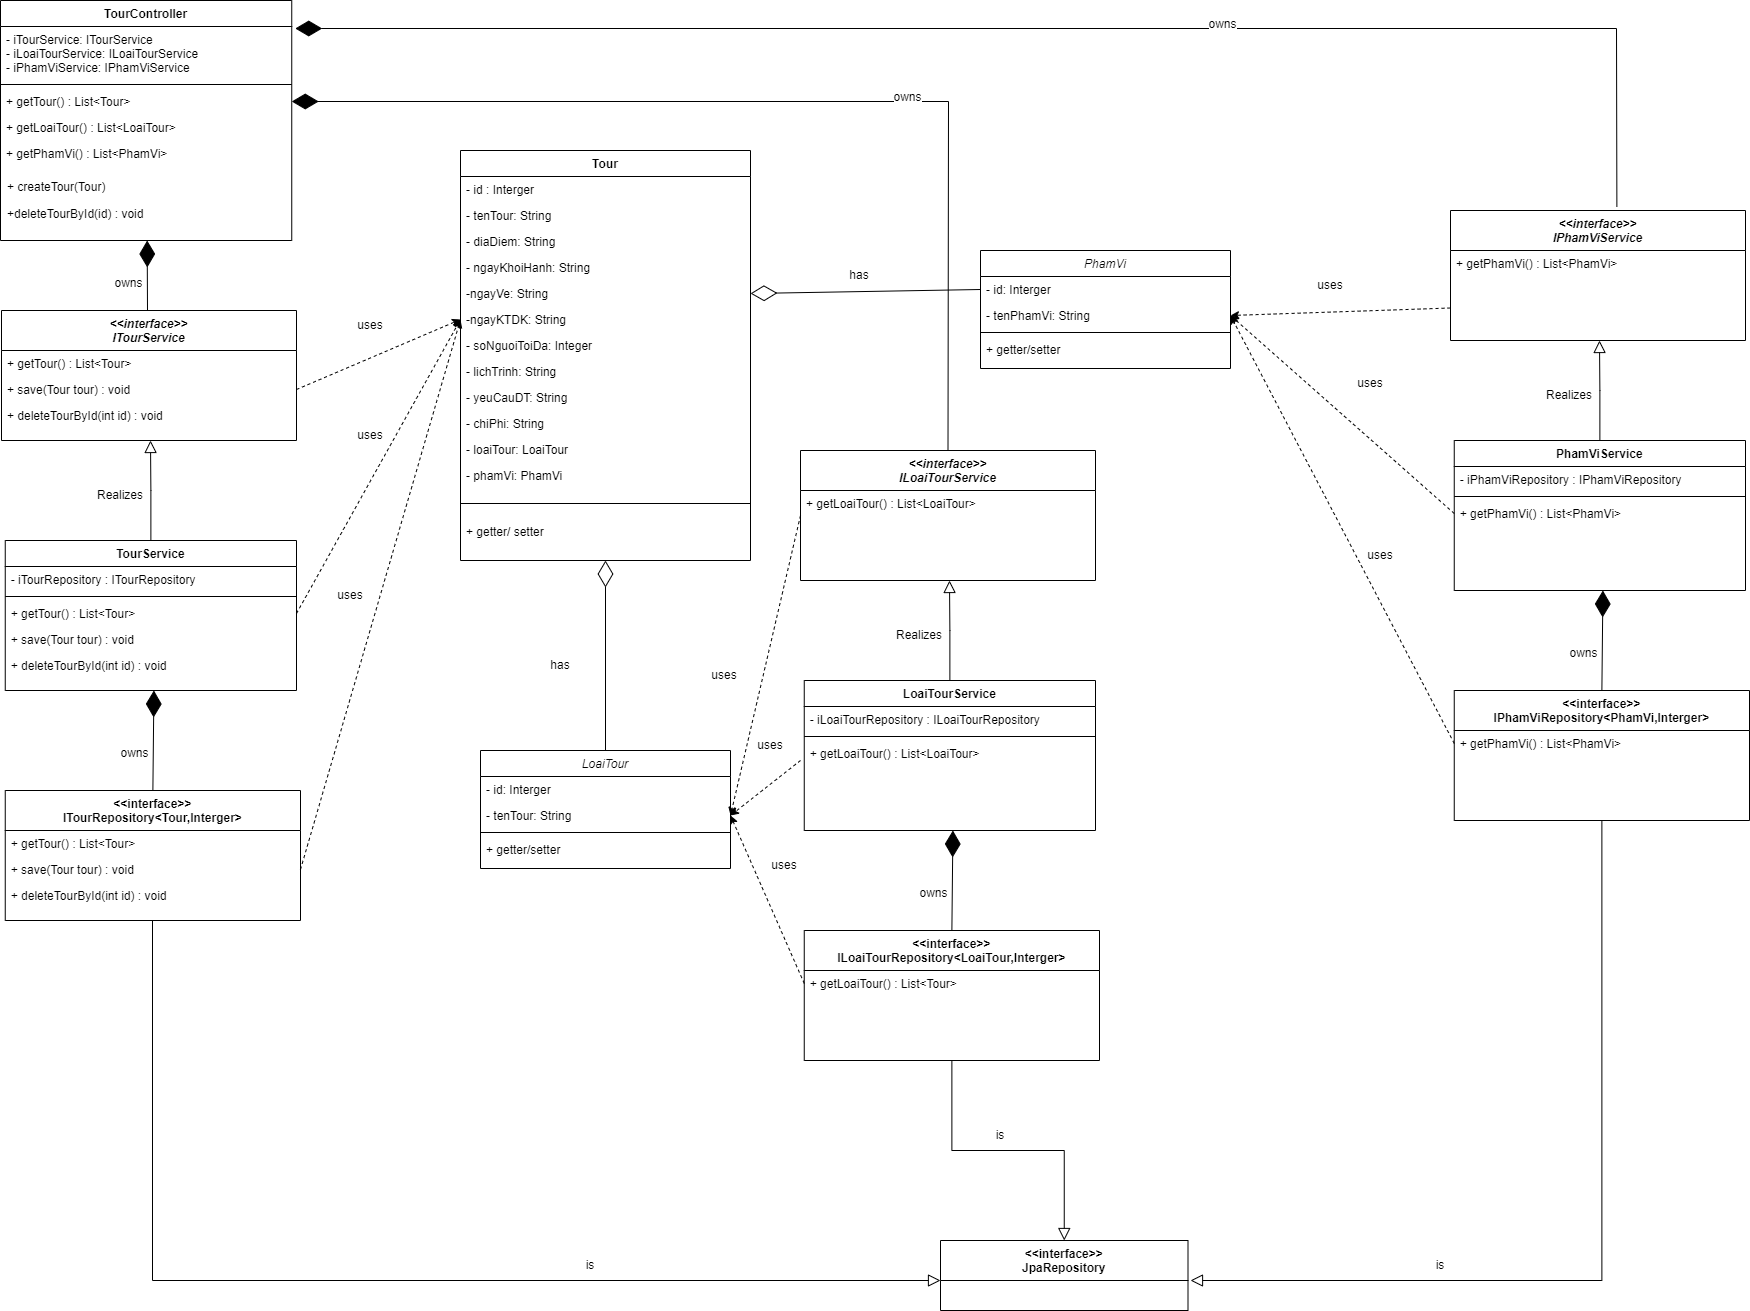 TourController
- iTourService: ITourService
- iLoaiTourService: ILoaiTourService
- iPhamViService: IPhamViService
+ getTour() : List<Tour>
+ getLoaiTour() : List<LoaiTour>
+ getPhamVi() : List<PhamVi>
+ createTour(Tour)
+deleteTourById(id) : void
owns
owns
owns
<<interface>>
ITourService
+ getTour() : List<Tour>
+ save(Tour tour) : void
+ deleteTourById(int id) : void
Realizes
TourService
- iTourRepository : ITourRepository
+ getTour() : List<Tour>
+ save(Tour tour) : void
+ deleteTourById(int id) : void
owns
<<interface>>
ITourRepository<Tour,Interger>
+ getTour() : List<Tour>
+ save(Tour tour) : void
+ deleteTourById(int id) : void
uses
uses
uses
Tour
- id : Interger
- tenTour: String
- diaDiem: String
- ngayKhoiHanh: String
-ngayVe: String
-ngayKTDK: String
- soNguoiToiDa: Integer
- lichTrinh: String
- yeuCauDT: String
- chiPhi: String
- loaiTour: LoaiTour
- phamVi: PhamVi
+ getter/ setter
has
has
LoaiTour
- id: Interger
- tenTour: String
+ getter/setter
PhamVi
- id: Interger
- tenPhamVi: String
+ getter/setter
<<interface>>
ILoaiTourService
+ getLoaiTour() : List<LoaiTour>
Realizes
uses
LoaiTourService
- iLoaiTourRepository : ILoaiTourRepository
+ getLoaiTour() : List<LoaiTour>
uses
uses
owns
<<interface>>
ILoaiTourRepository<LoaiTour,Interger>
+ getLoaiTour() : List<Tour>
is
<<interface>>
IPhamViService
+ getPhamVi() : List<PhamVi>
uses
uses
uses
Realizes
PhamViService
- iPhamViRepository : IPhamViRepository
+ getPhamVi() : List<PhamVi>
owns
<<interface>>
IPhamViRepository<PhamVi,Interger>
+ getPhamVi() : List<PhamVi>
is
<<interface>>
JpaRepository
is